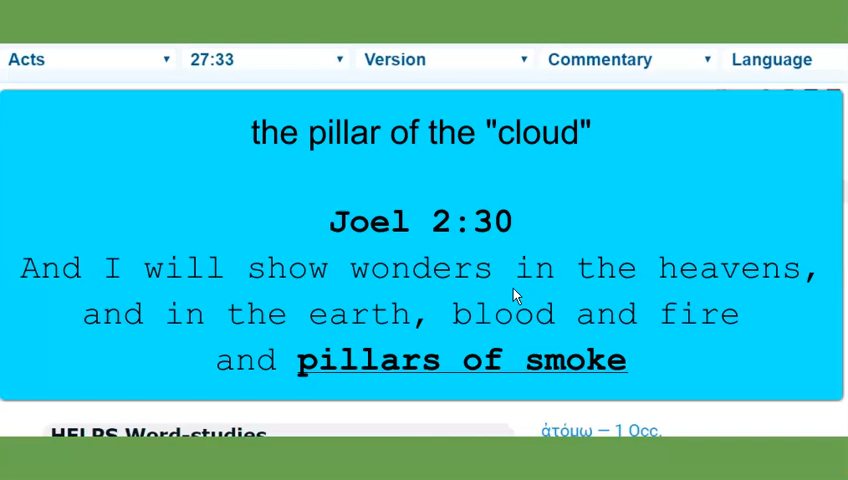 Acts 27:33 Version Commentary Language
the pillar of the "cloud"
Joel 2:30
And I will show wonders in the heavens,
and in the earth, blood and fire
and pillars of smoke
HELPS Word-studies
ἀτόμῳ — 1 Occ.